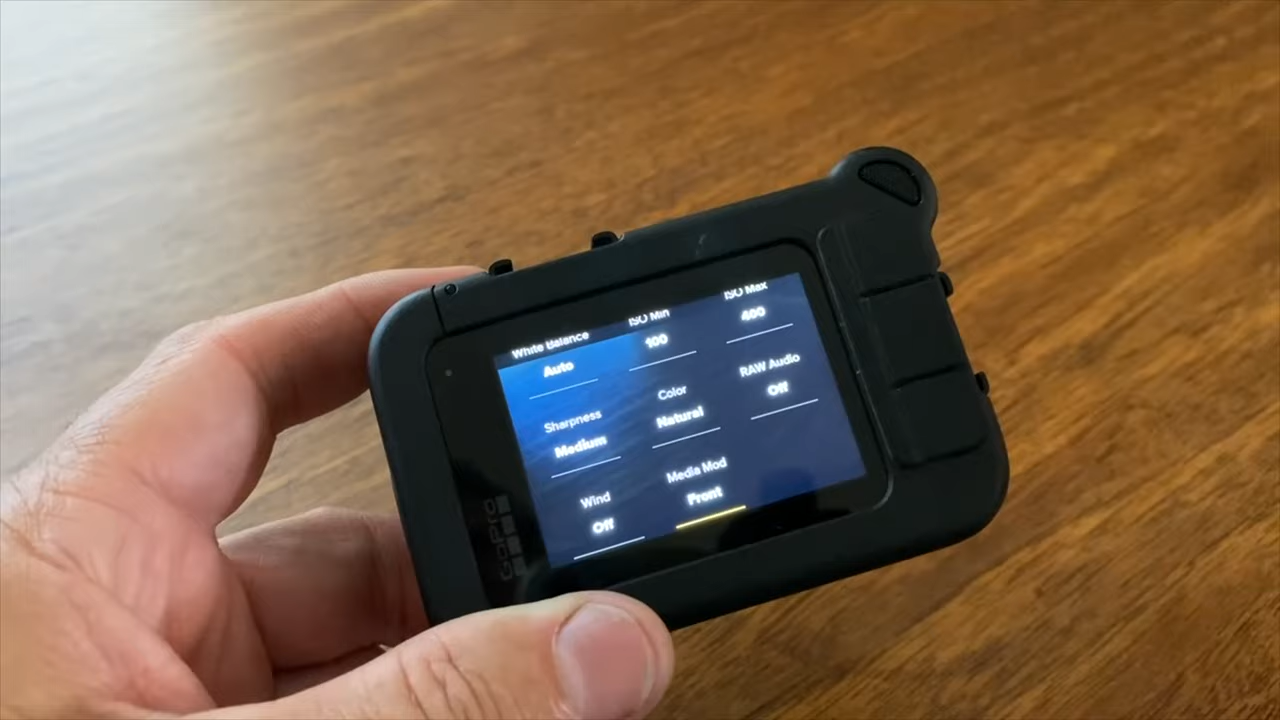 White Balance
Auto
ISO Min
100
ISO Max
400
Sharpness
Medium
Color
Natural
RAW Audio
Off
Wind
Off
Media Mod
Front
GoPro